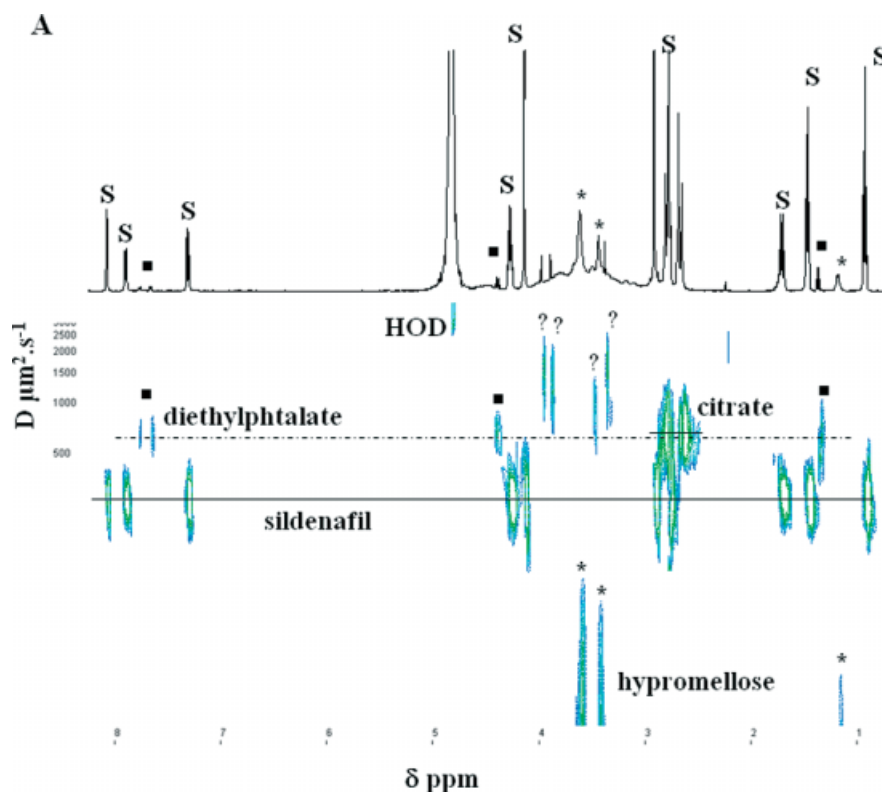 A
S
S
S
S
S
S
S
S
■
■
■
*
*
*
D µm².s⁻¹
2500
2000
1500
1000
500
HOD
?
?
?
?
■
■
■
diethylphtalate
citrate
sildenafil
*
*
*
hypromellose
8
7
6
5
4
3
2
1
δ ppm